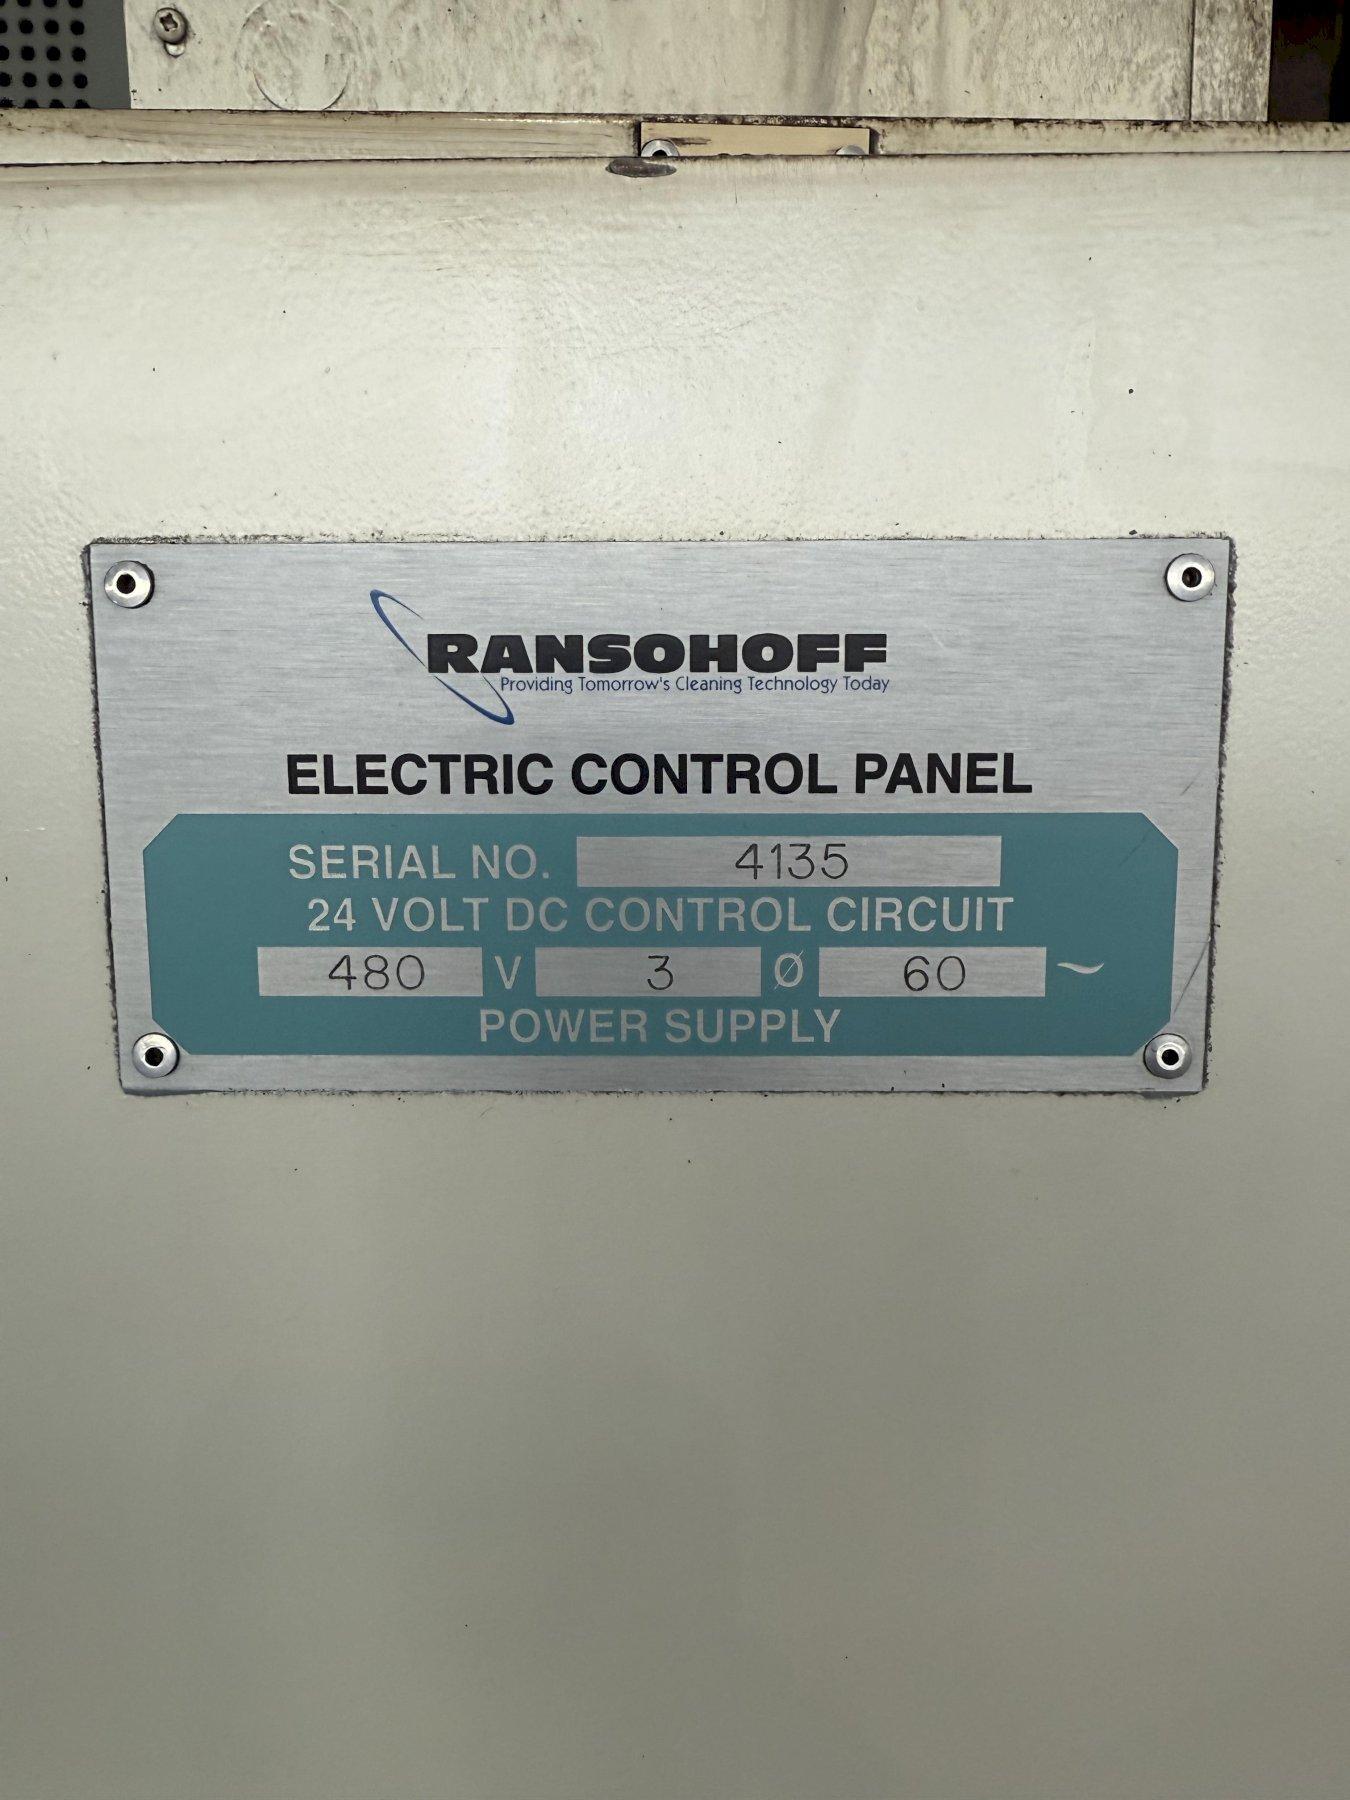 RANSOHOFF
Providing Tomorrow's Cleaning Technology Today
ELECTRIC CONTROL PANEL
SERIAL NO. 4135
24 VOLT DC CONTROL CIRCUIT
480 V 3 Ø 60 ~
POWER SUPPLY